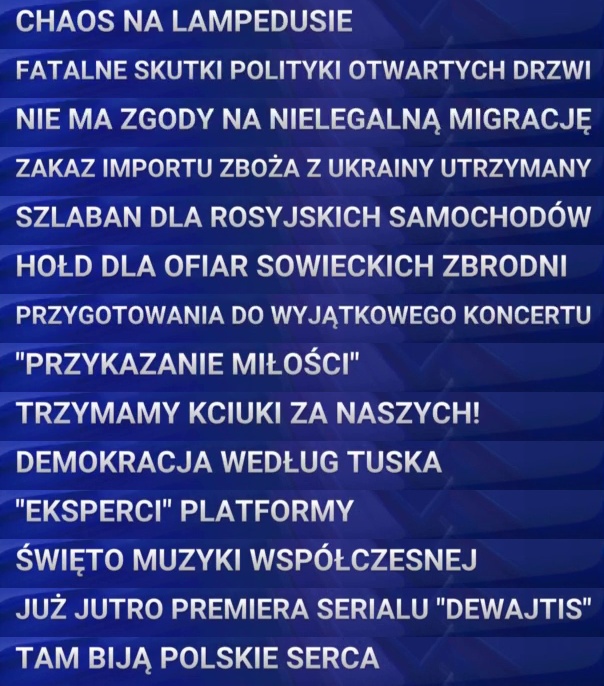 CHAOS NA LAMPEDUSIE
FATALNE SKUTKI POLITYKI OTWARTYCH DRZWI
NIE MA ZGODY NA NIELEGALNĄ MIGRACJĘ
ZAKAZ IMPORTU ZBOŻA Z UKRAINY UTRZYMANY
SZLABAN DLA ROSYJSKICH SAMOCHODÓW
HOŁD DLA OFIAR SOWIECKICH ZBRODNI
PRZYGOTOWANIA DO WYJĄTKOWEGO KONCERTU
"PRZYKAZANIE MIŁOŚCI"
TRZYMAMY KCIUKI ZA NASZYCH!
DEMOKRACJA WEDŁUG TUSKA
"EKSPERCI" PLATFORMY
ŚWIĘTO MUZYKI WSPÓŁCZESNEJ
JUŻ JUTRO PREMIERA SERIALU "DEWAJTIS"
TAM BIJĄ POLSKIE SERCA